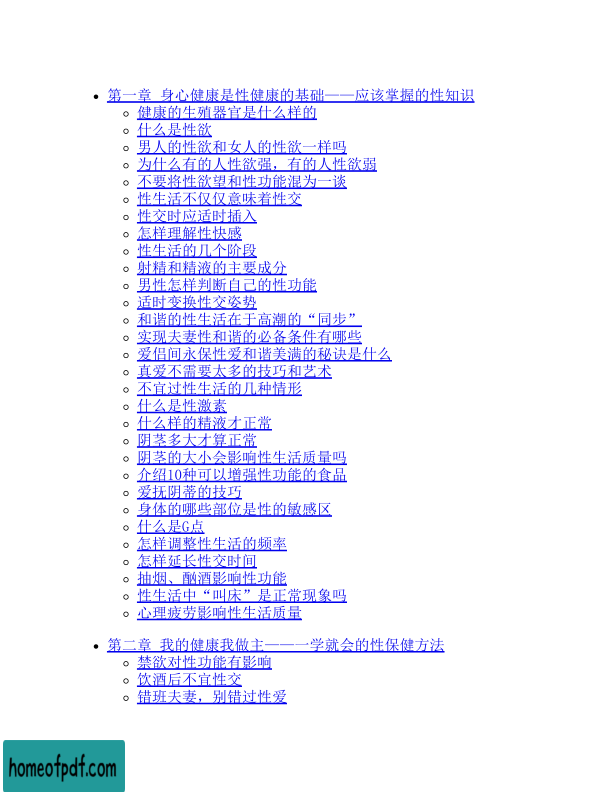 第一章 身心健康是性健康的基础——应该掌握的性知识
健康的生殖器官是什么样的
什么是性欲
男人的性欲和女人的性欲一样吗
为什么有的人性欲强，有的人性欲弱
不要将性欲望和性功能混为一谈
性生活不仅仅意味着性交
性交时应适时插入
怎样理解性快感
性生活的几个阶段
射精和精液的主要成分
男性怎样判断自己的性功能
适时变换性交姿势
和谐的性生活在于高潮的“同步”
实现夫妻性和谐的必备条件有哪些
爱侣间永保性爱和谐美满的秘诀是什么
真爱不需要太多的技巧和艺术
不宜过性生活的几种情形
什么是性激素
什么样的精液才正常
阴茎多大才算正常
阴茎的大小会影响性生活质量吗
介绍10种可以增强性功能的食品
爱抚阴蒂的技巧
身体的哪些部位是性的敏感区
什么是G点
怎样调整性生活的频率
怎样延长性交时间
抽烟、酗酒影响性功能
性生活中“叫床”是正常现象吗
心理疲劳影响性生活质量
第二章 我的健康我做主——一学就会的性保健方法
禁欲对性功能有影响
饮酒后不宜性交
错班夫妻，别错过性爱
homeofpdf.com